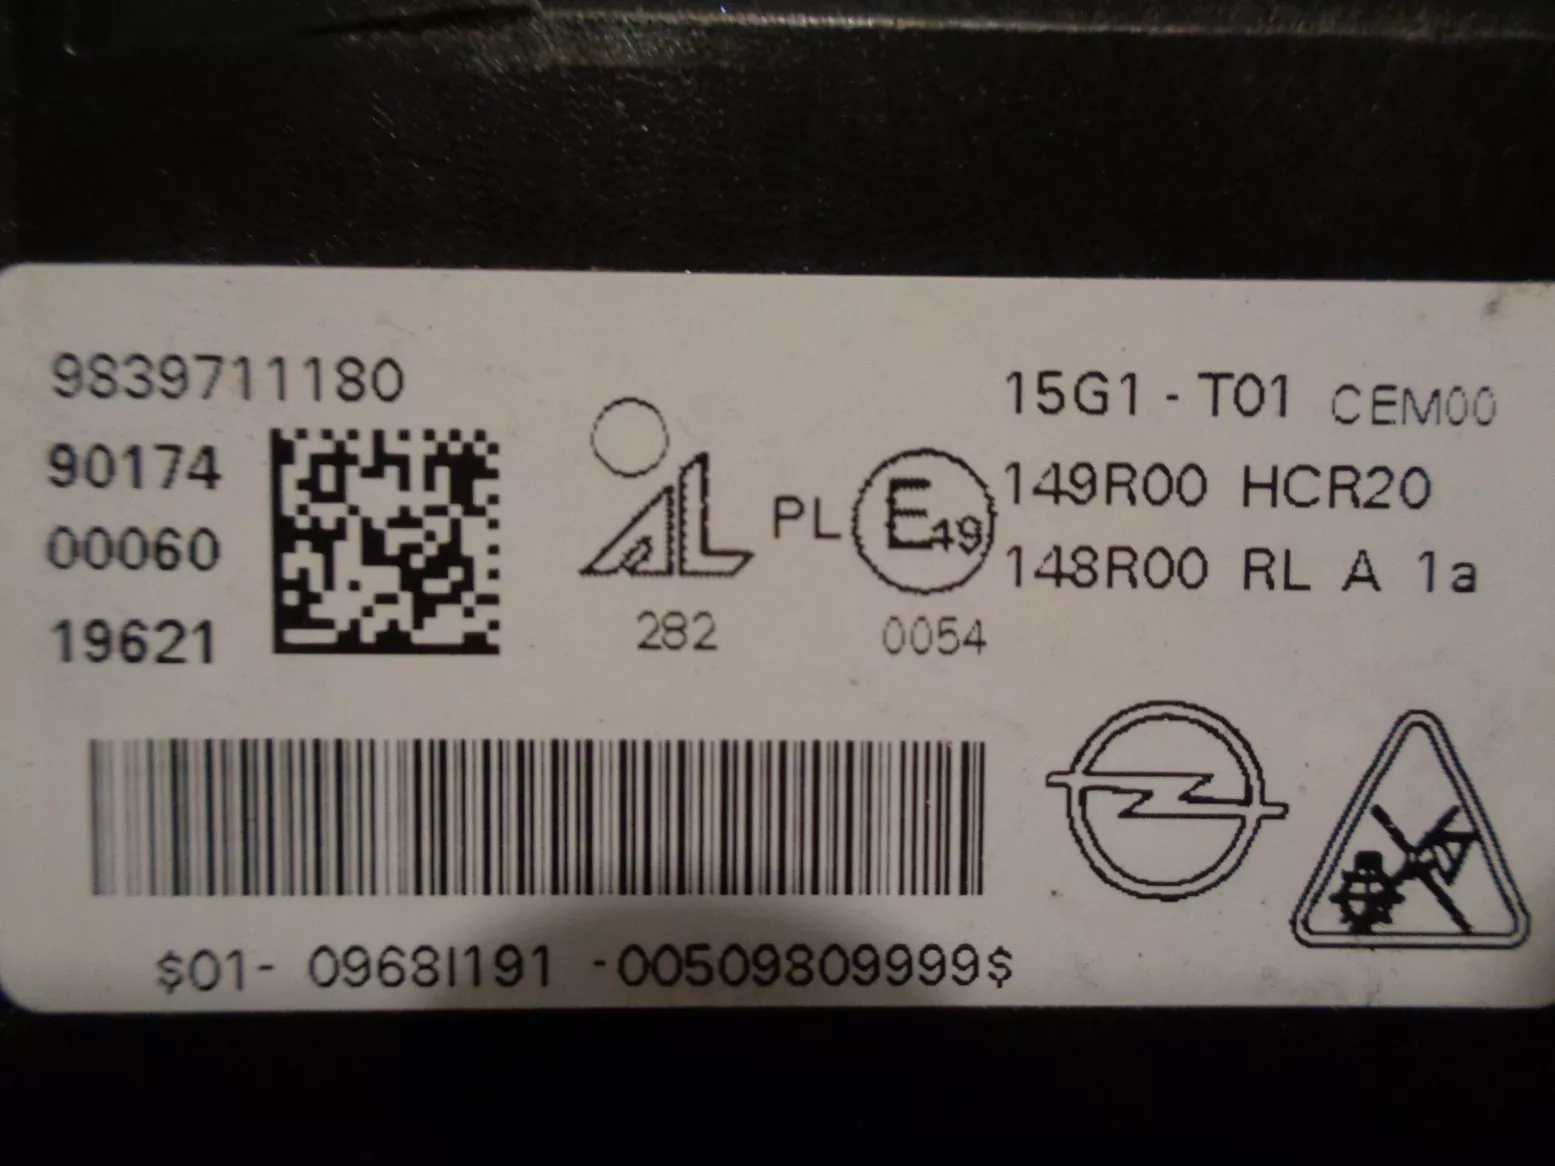 9839711180
90174
00060
19621
AL
282
PL
E49
0054
15G1 - T01 CEM00
149R00 HCR20
148R00 RL A 1a
$01- 0968I191 -00509809999$